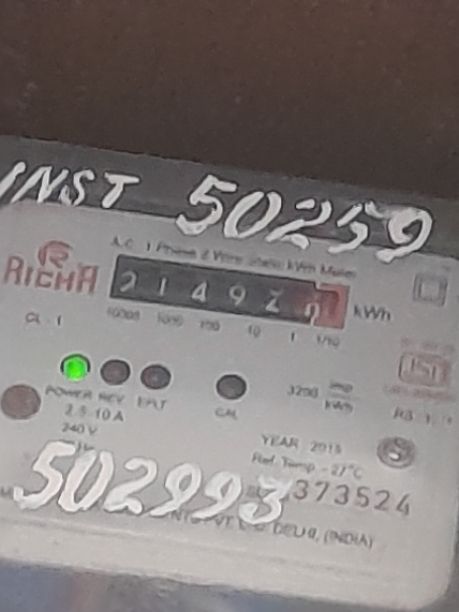 INST 50259
A.C. 1 Phase 2 Wire Static kWh Meter
RICHA
2 1 4 9 2
kWh
CL. 1
10000 1000 100 10 1 1/10
POWER REV. E/LT
CAL
3200 imp/kWh
2.5-10 A
240 V
YEAR 2015
Ref. Temp. - 27°C
502993
373524
DELHI, (INDIA)